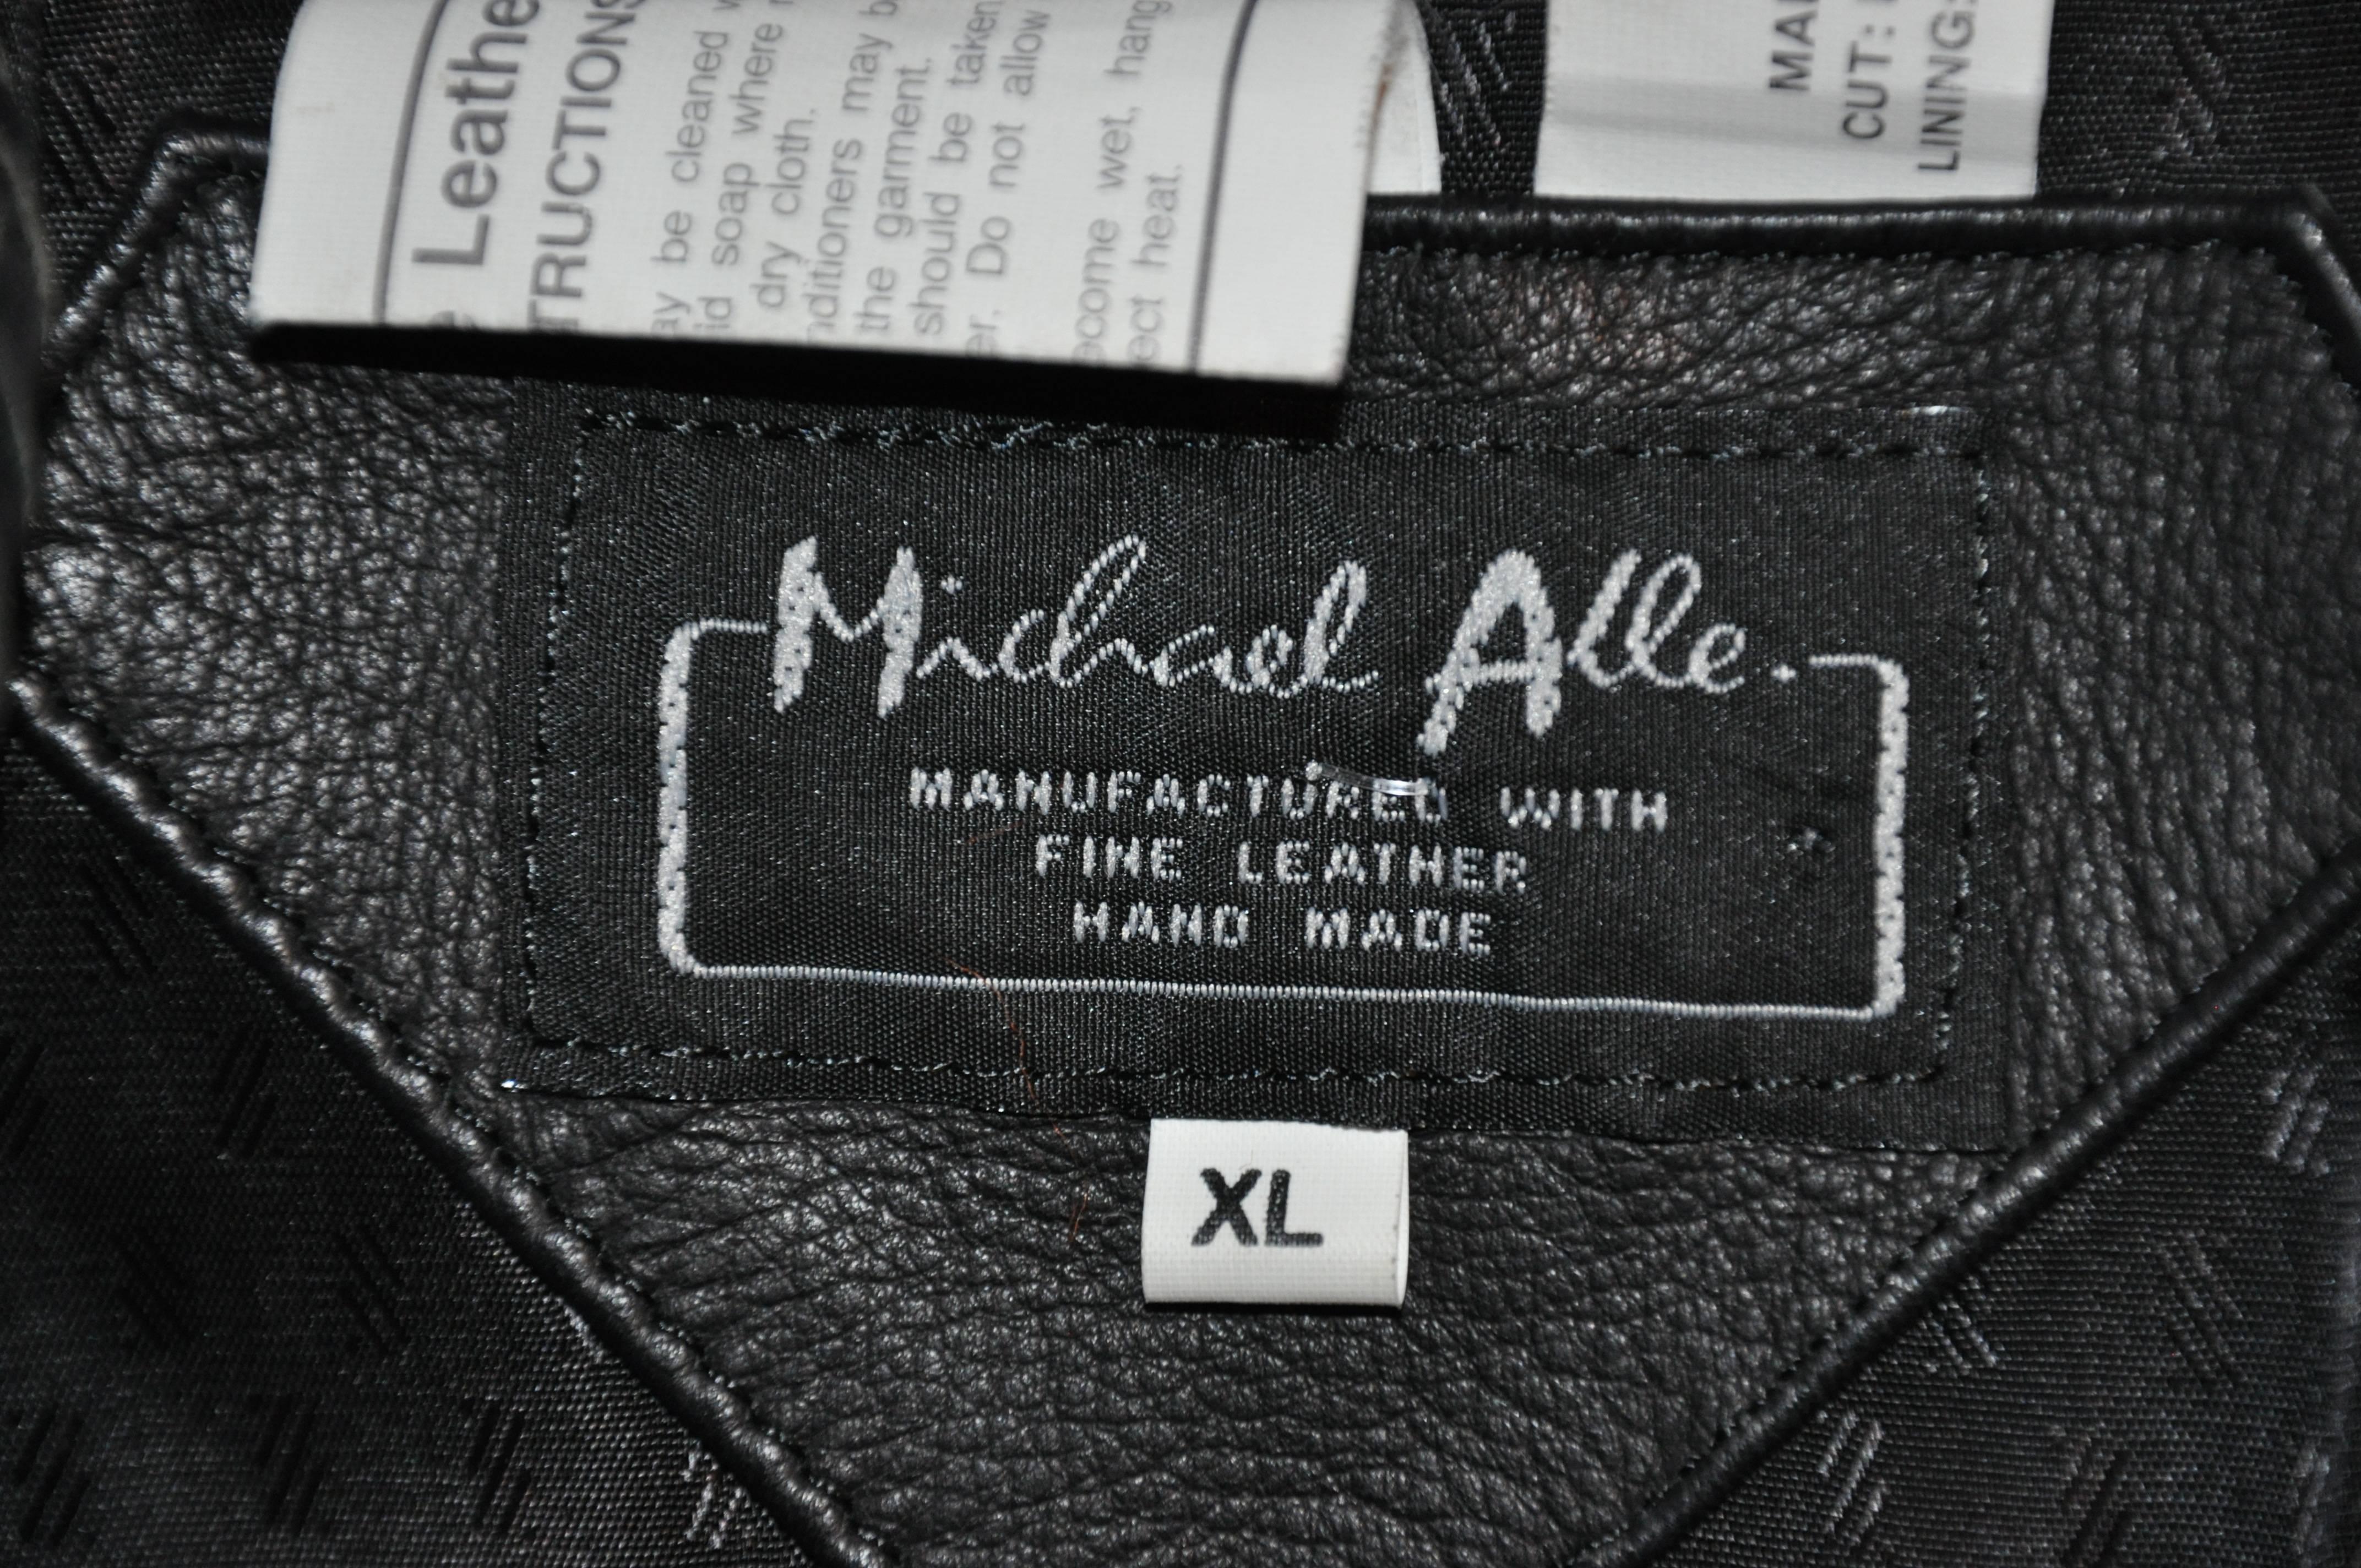 Leathe
TRUCTIONS
ay be cleaned w
id soap where
dry cloth.
nditioners may b
the garment.
should be taken
er. Do not allow
ecome wet, hang
ect heat.
MA
CUT:
LINING:
Michael Alle.
MANUFACTURED WITH
FINE LEATHER
HAND MADE
XL